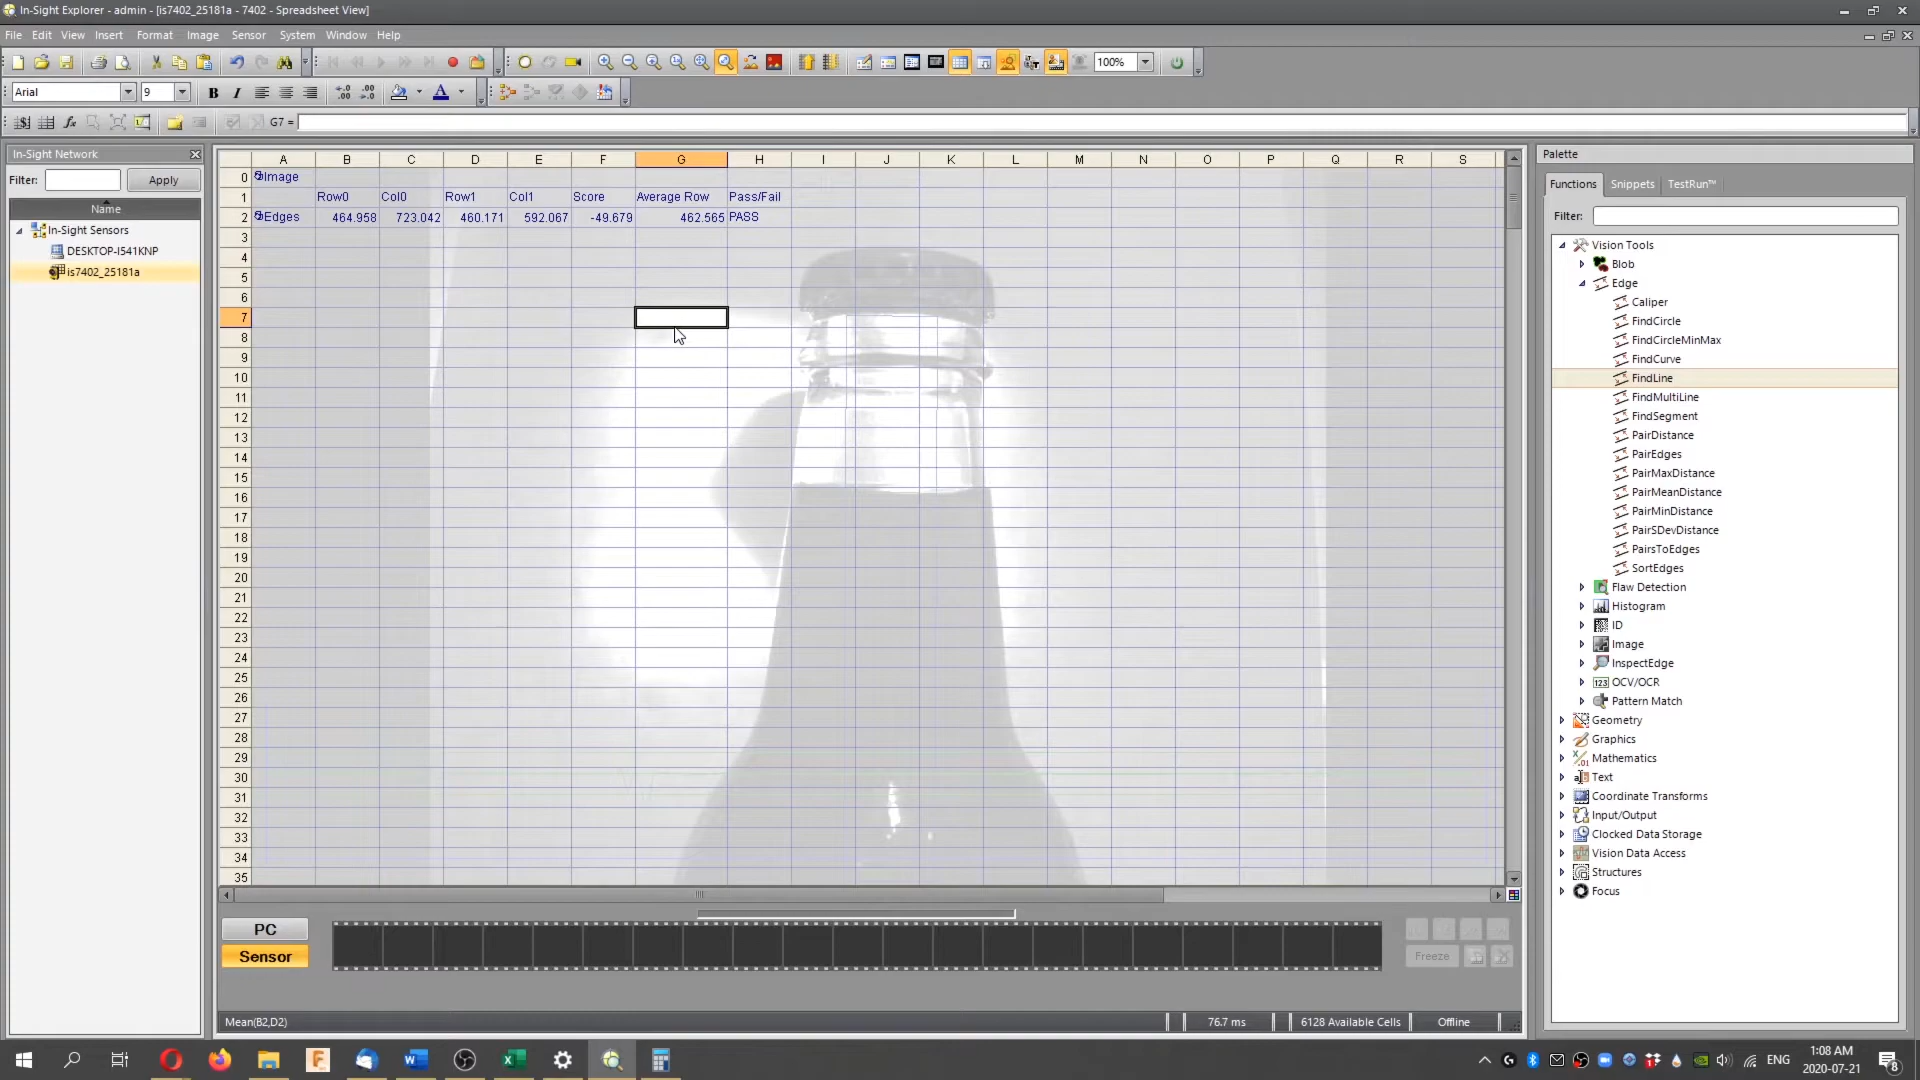 In-Sight Explorer - admin - [is7402_25181a - 7402 - Spreadsheet View]
File Edit View Insert Format Image Sensor System Window Help
100%
Arial 9 B I A
G7 =
In-Sight Network
Filter: Apply
Name
In-Sight Sensors
DESKTOP-I541KNP
is7402_25181a
A B C D E F G H I J K L M N O P Q R S
0 Image
1 Row0 Col0 Row1 Col1 Score Average Row Pass/Fail
2 Edges 464.958 723.042 460.171 592.067 -49.679 462.565 PASS
3
4
5
6
7
8
9
10
11
12
13
14
15
16
17
18
19
20
21
22
23
24
25
26
27
28
29
30
31
32
33
34
35
Palette
Functions Snippets TestRun™
Filter:
Vision Tools
Blob
Edge
Caliper
FindCircle
FindCircleMinMax
FindCurve
FindLine
FindMultiLine
FindSegment
PairDistance
PairEdges
PairMaxDistance
PairMeanDistance
PairMinDistance
PairSDevDistance
PairsToEdges
SortEdges
Flaw Detection
Histogram
ID
Image
InspectEdge
OCV/OCR
Pattern Match
Geometry
Graphics
Mathematics
Text
Coordinate Transforms
Input/Output
Clocked Data Storage
Vision Data Access
Structures
Focus
PC
Sensor
Freeze
Mean(B2,D2) 76.7 ms 6128 Available Cells Offline
ENG 1:08 AM
2020-07-21
8